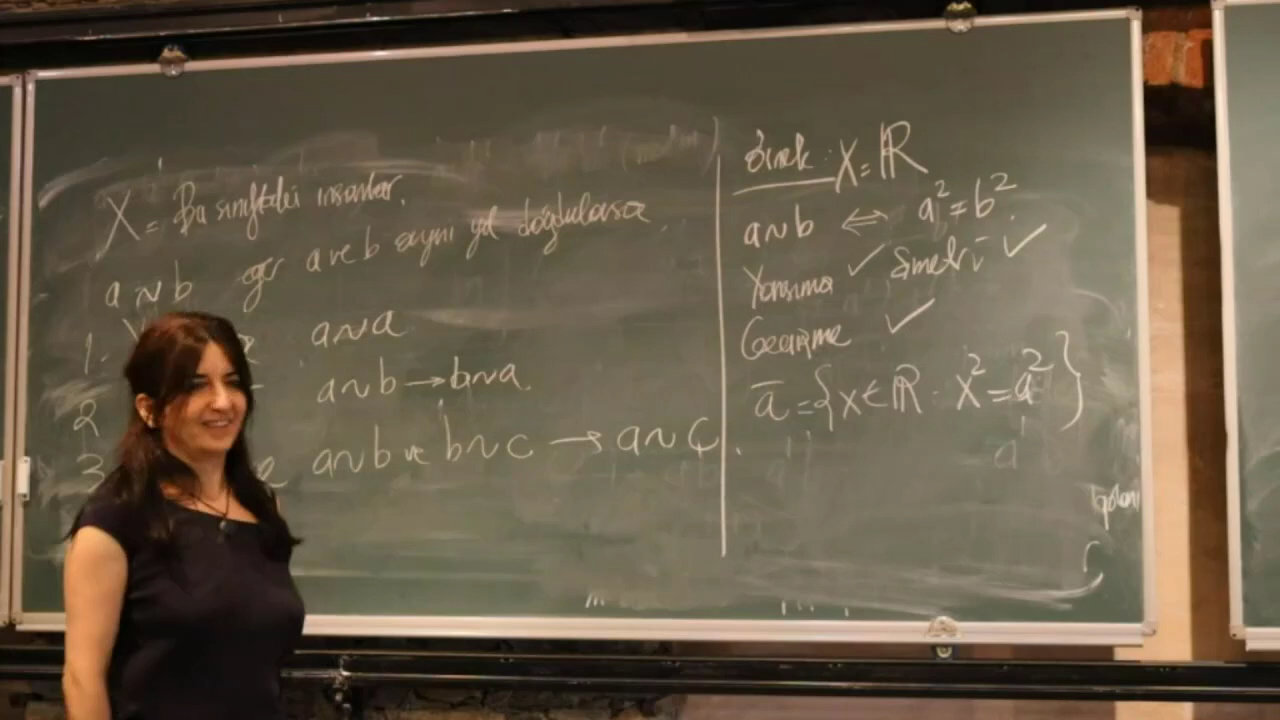 X = Bu sınıftaki insanlar.
a ~ b eğer a ve b aynı yıl doğdularsa.
1- a~a
2 a~b → b~a.
3 a~b ve b~c → a~c.
Örnek: X = ℝ
a~b ⇔ a² = b².
Yansıma ✓ Simetri ✓
Geçişme ✓
ā = {x ∈ ℝ : x² = a²}
a